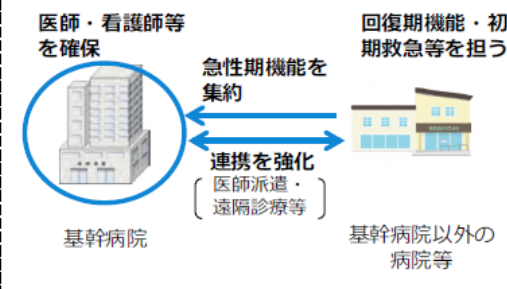 医師・看護師等
を確保
回復期機能・初
期救急等を担う
急性期機能を
集約
連携を強化
医師派遣・
遠隔診療等
基幹病院
基幹病院以外の
病院等